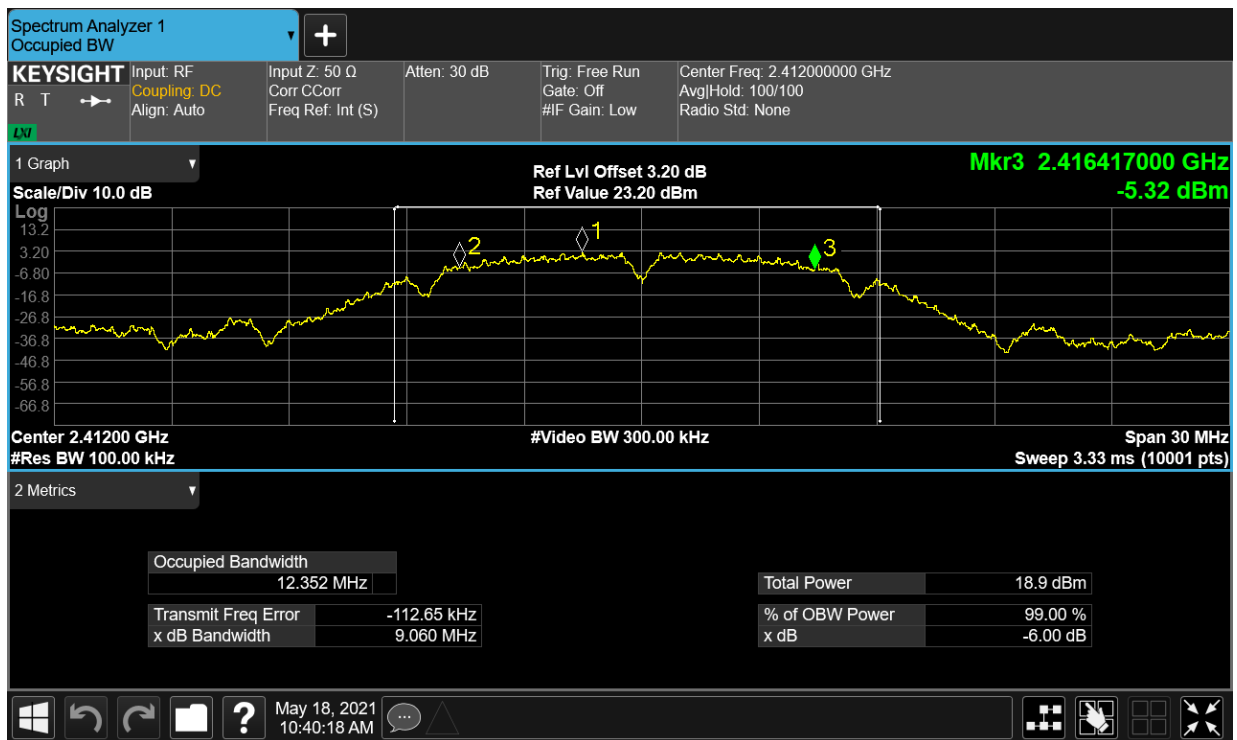 Spectrum Analyzer 1
Occupied BW
▼
+
KEYSIGHT
R T
LXI
Input: RF
Coupling: DC
Align: Auto
Input Z: 50 Ω
Corr CCorr
Freq Ref: Int (S)
Atten: 30 dB
Trig: Free Run
Gate: Off
#IF Gain: Low
Center Freq: 2.412000000 GHz
Avg|Hold: 100/100
Radio Std: None
1 Graph ▼
Scale/Div 10.0 dB
Ref Lvl Offset 3.20 dB
Ref Value 23.20 dBm
Mkr3 2.416417000 GHz
-5.32 dBm
Log
13.2
3.20
-6.80
-16.8
-26.8
-36.8
-46.8
-56.8
-66.8
2
1
3
Center 2.41200 GHz
#Res BW 100.00 kHz
#Video BW 300.00 kHz
Span 30 MHz
Sweep 3.33 ms (10001 pts)
2 Metrics ▼
Occupied Bandwidth
12.352 MHz
Transmit Freq Error -112.65 kHz
x dB Bandwidth 9.060 MHz
Total Power 18.9 dBm
% of OBW Power 99.00 %
x dB -6.00 dB
?
May 18, 2021
10:40:18 AM